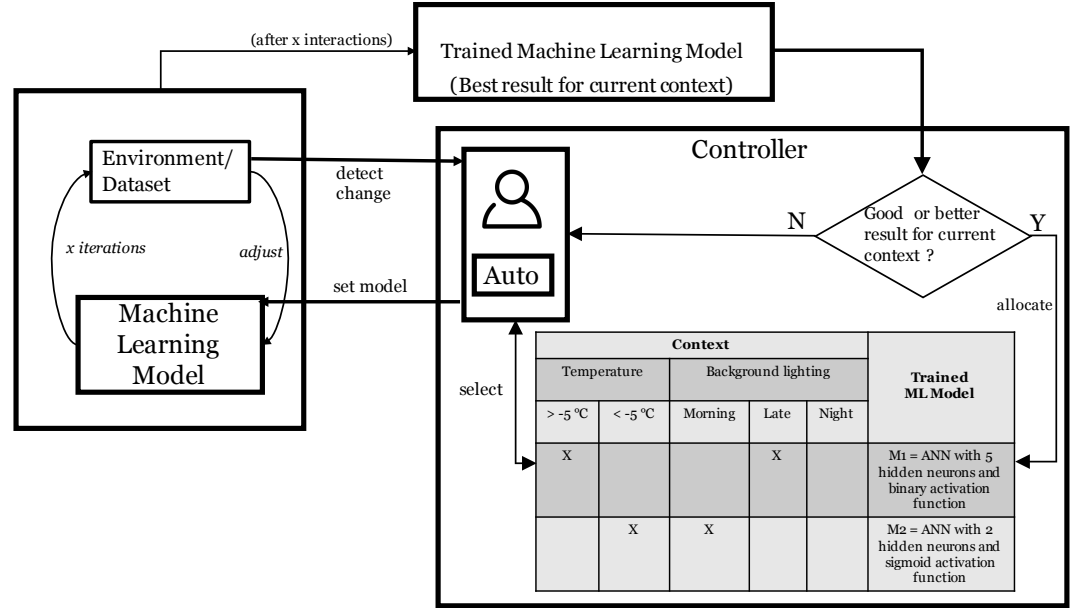 (after x interactions)
Trained Machine Learning Model
(Best result for current context)
Environment/
Dataset
x iterations
adjust
Machine
Learning
Model
detect
change
set model
Controller
Auto
N
Good or better
result for current
context ?
Y
allocate
select
Context
Trained
ML Model
Temperature
Background lighting
> -5 ºC
< -5 ºC
Morning
Late
Night
X
X
M1 = ANN with 5
hidden neurons and
binary activation
function
X
X
M2 = ANN with 2
hidden neurons and
sigmoid activation
function